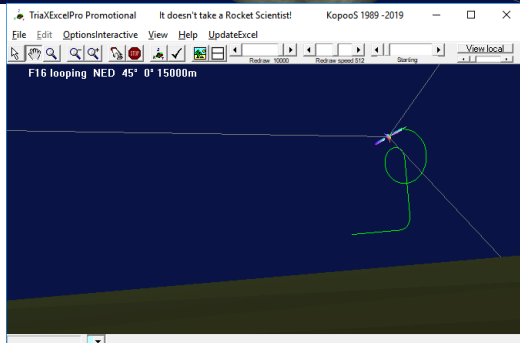 TriaXExcelPro Promotional It doesn't take a Rocket Scientist! KopooS 1989 -2019
File Edit OptionsInteractive View Help UpdateExcel
Redraw 10000 Redraw speed 512 Starting View local
STOP
F16 looping NED 45° 0° 15000m